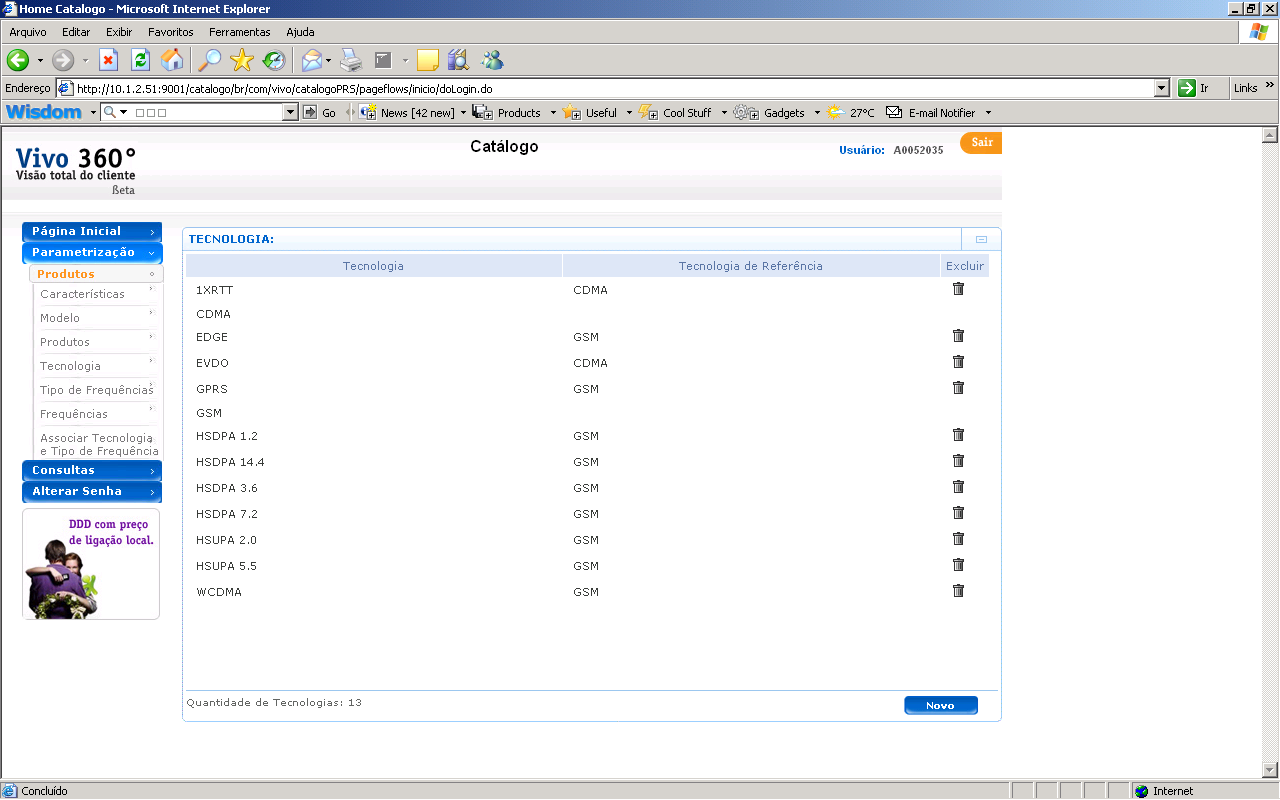 Home Catalogo - Microsoft Internet Explorer
Arquivo Editar Exibir Favoritos Ferramentas Ajuda
Endereço http://10.1.2.51:9001/catalogo/br/com/vivo/catalogoPRS/pageflows/inicio/doLogin.do Ir Links »
Wisdom □□□ Go News [42 new] Products Useful Cool Stuff Gadgets 27°C E-mail Notifier
Vivo 360°
Visão total do cliente
ßeta
Catálogo
Usuário: A0052035
Sair
Página Inicial
Parametrização
Produtos
Características
Modelo
Produtos
Tecnologia
Tipo de Frequências
Frequências
Associar Tecnologia
e Tipo de Frequência
Consultas
Alterar Senha
DDD com preço
de ligação local.
TECNOLOGIA:
Tecnologia Tecnologia de Referência Excluir
1XRTT CDMA
CDMA
EDGE GSM
EVDO CDMA
GPRS GSM
GSM
HSDPA 1.2 GSM
HSDPA 14.4 GSM
HSDPA 3.6 GSM
HSDPA 7.2 GSM
HSUPA 2.0 GSM
HSUPA 5.5 GSM
WCDMA GSM
Quantidade de Tecnologias: 13
Novo
Concluído Internet